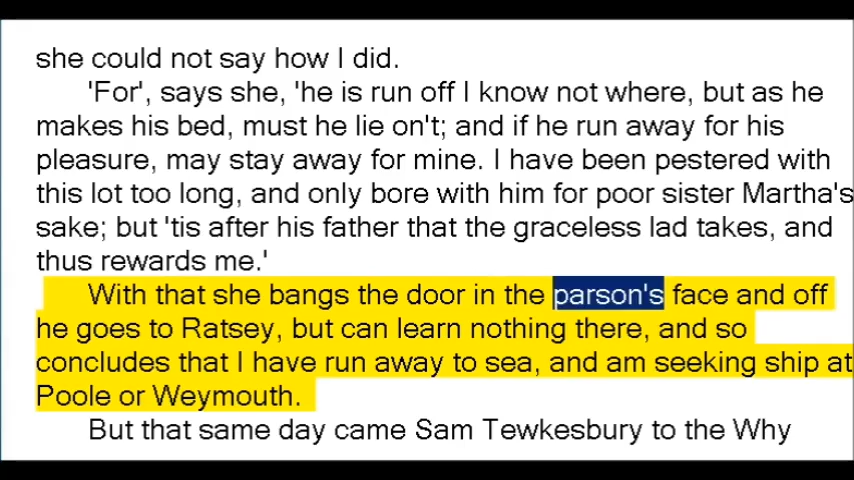 she could not say how I did.
'For', says she, 'he is run off I know not where, but as he
makes his bed, must he lie on't; and if he run away for his
pleasure, may stay away for mine. I have been pestered with
this lot too long, and only bore with him for poor sister Martha's
sake; but 'tis after his father that the graceless lad takes, and
thus rewards me.'
With that she bangs the door in the parson's face and off
he goes to Ratsey, but can learn nothing there, and so
concludes that I have run away to sea, and am seeking ship at
Poole or Weymouth.
But that same day came Sam Tewkesbury to the Why